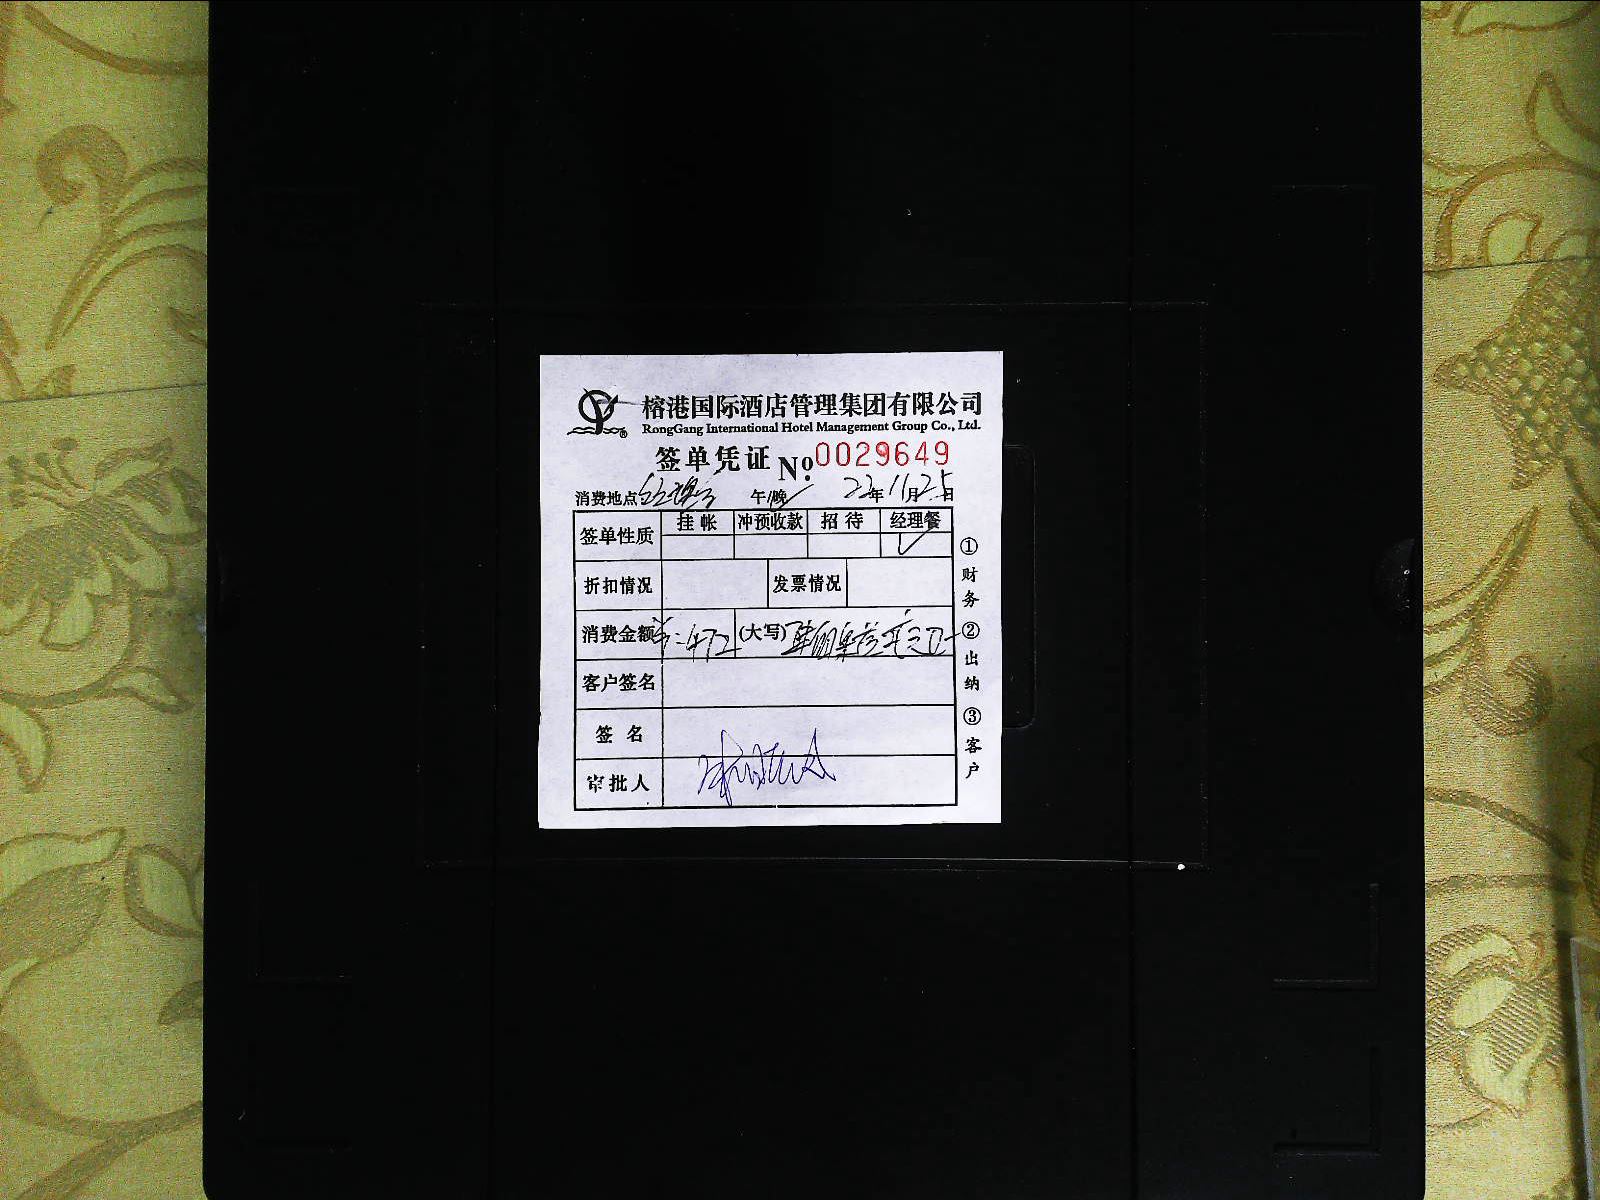 榕港国际酒店管理集团有限公司
RongGang International Hotel Management Group Co., Ltd.
签单凭证 No. 0029649
消费地点 午/晚 22年11月25日
签单性质 挂帐 冲预收款 招待 经理餐
✓
折扣情况 发票情况
消费金额 472 (大写)
客户签名
签名
审批人
①财务 ②出纳 ③客户